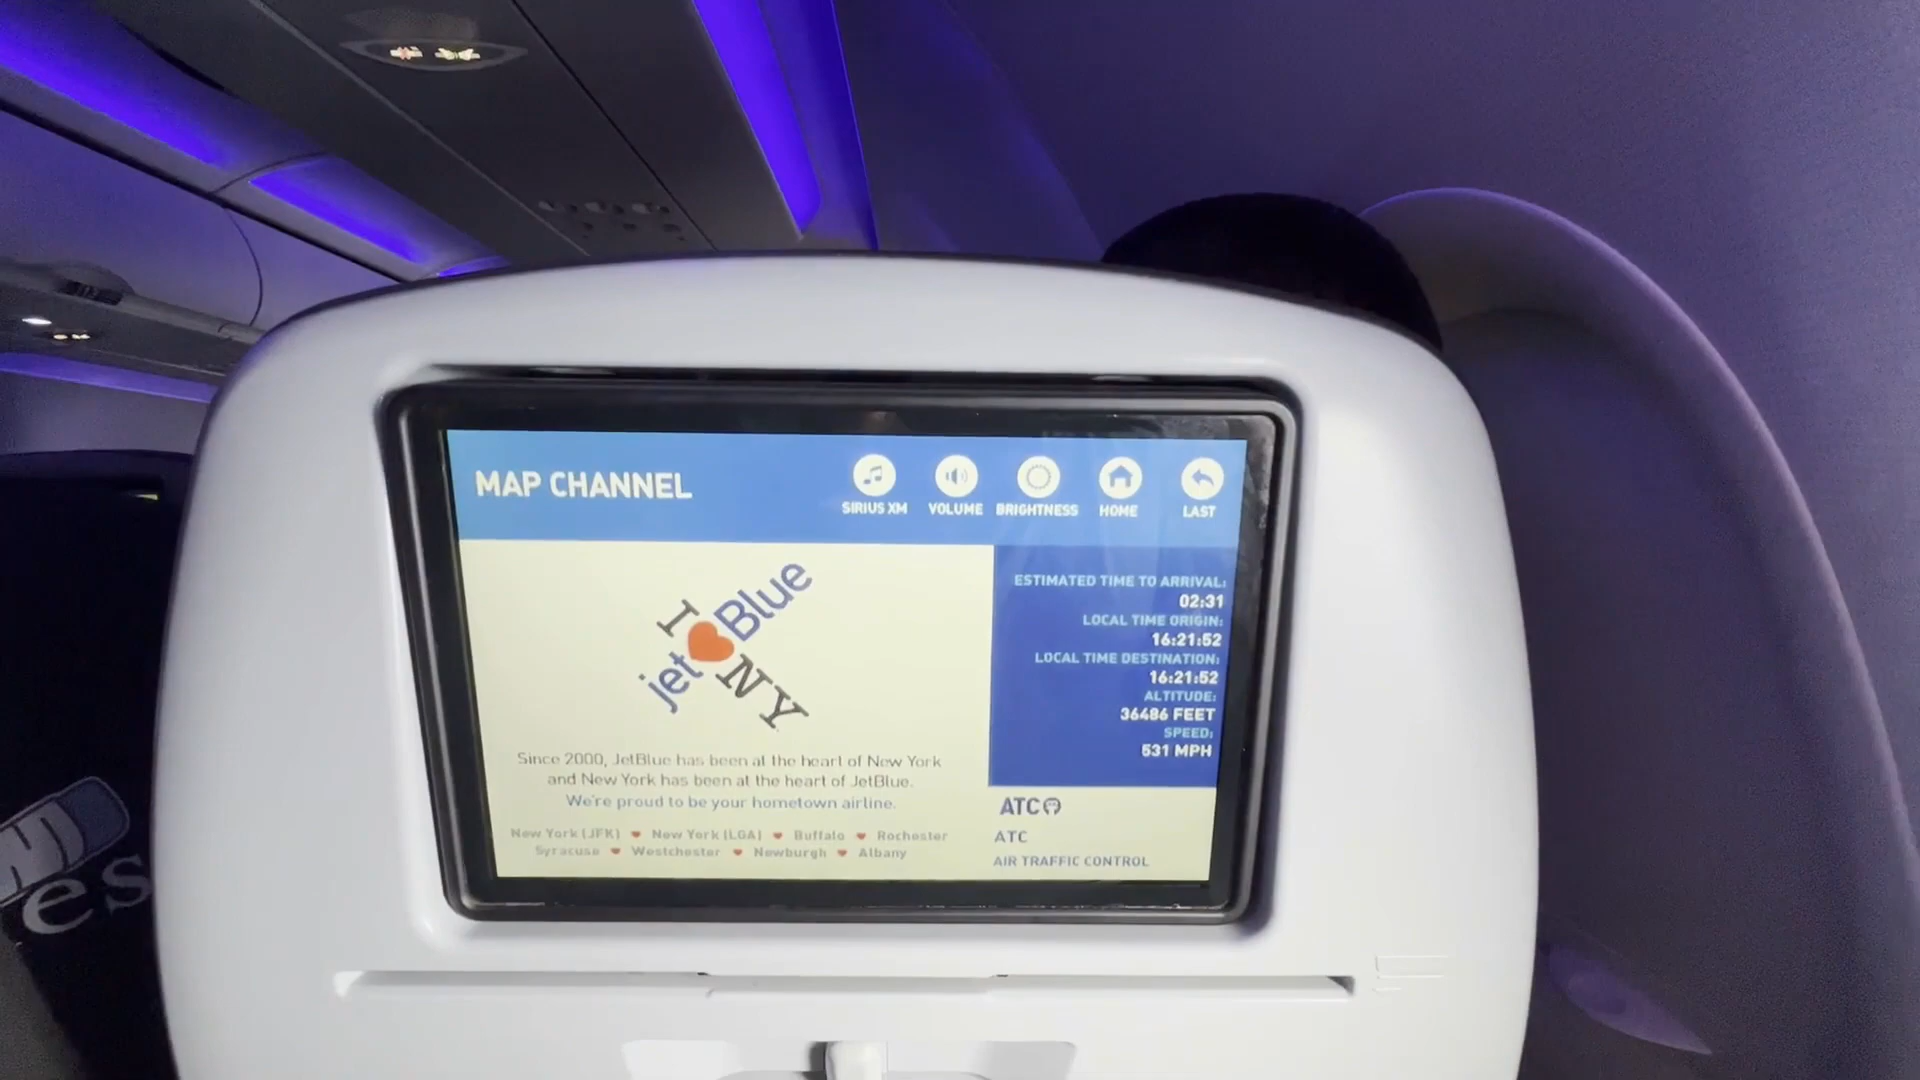 MAP CHANNEL
SIRIUS XM
VOLUME
BRIGHTNESS
HOME
LAST
I ♥ NY
jet ♥ Blue
Since 2000, JetBlue has been at the heart of New York
and New York has been at the heart of JetBlue.
We're proud to be your hometown airline.
New York (JFK) ♥ New York (LGA) ♥ Buffalo ♥ Rochester
Syracuse ♥ Westchester ♥ Newburgh ♥ Albany
ESTIMATED TIME TO ARRIVAL:
02:31
LOCAL TIME ORIGIN:
16:21:52
LOCAL TIME DESTINATION:
16:21:52
ALTITUDE:
36486 FEET
SPEED:
531 MPH
ATC
ATC
AIR TRAFFIC CONTROL
es